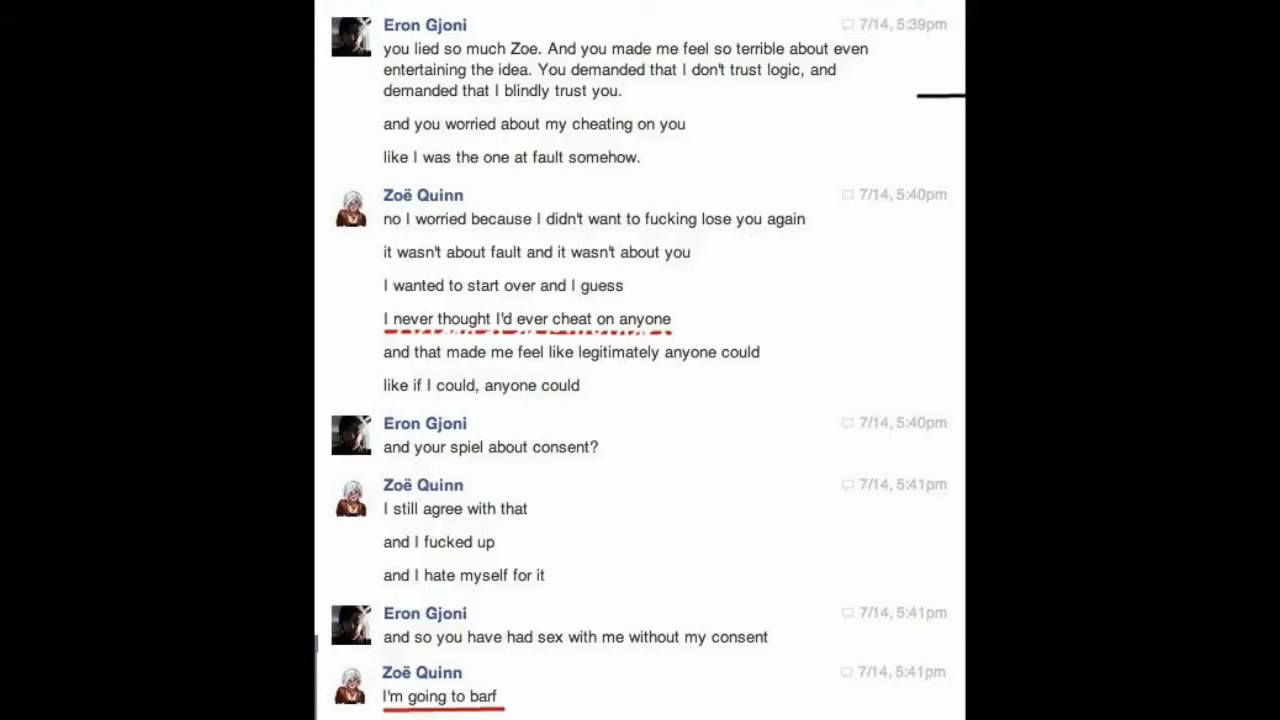 Eron Gjoni 7/14, 5:39pm
you lied so much Zoe. And you made me feel so terrible about even
entertaining the idea. You demanded that I don't trust logic, and
demanded that I blindly trust you.
and you worried about my cheating on you
like I was the one at fault somehow.
Zoë Quinn 7/14, 5:40pm
no I worried because I didn't want to fucking lose you again
it wasn't about fault and it wasn't about you
I wanted to start over and I guess
I never thought I'd ever cheat on anyone
and that made me feel like legitimately anyone could
like if I could, anyone could
Eron Gjoni 7/14, 5:40pm
and your spiel about consent?
Zoë Quinn 7/14, 5:41pm
I still agree with that
and I fucked up
and I hate myself for it
Eron Gjoni 7/14, 5:41pm
and so you have had sex with me without my consent
Zoë Quinn 7/14, 5:41pm
I'm going to barf